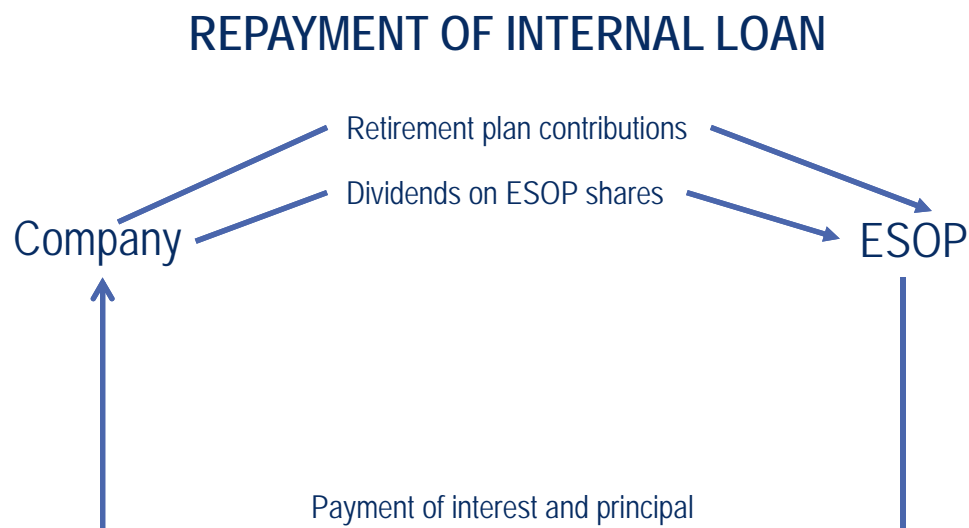 REPAYMENT OF INTERNAL LOAN
Retirement plan contributions
Dividends on ESOP shares
Company
ESOP
Payment of interest and principal